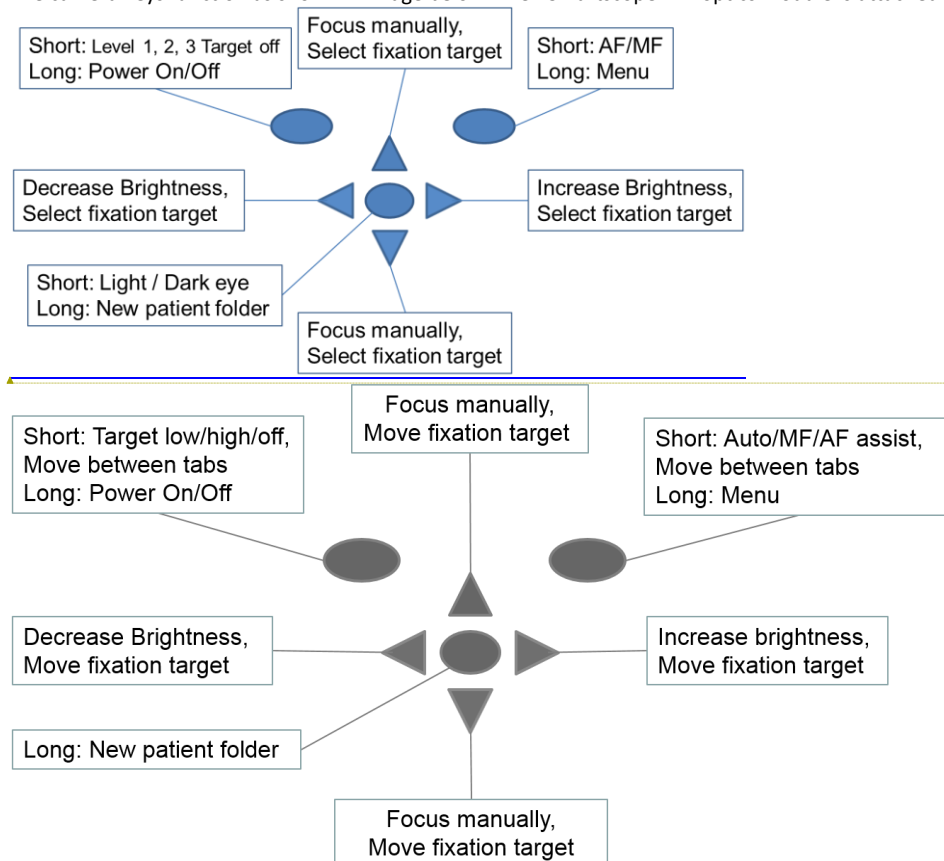 Focus manually,
Select fixation target
Short: Level 1, 2, 3 Target off
Long: Power On/Off
Short: AF/MF
Long: Menu
Decrease Brightness,
Select fixation target
Increase Brightness,
Select fixation target
Short: Light / Dark eye
Long: New patient folder
Focus manually,
Select fixation target
Focus manually,
Move fixation target
Short: Target low/high/off,
Move between tabs
Long: Power On/Off
Short: Auto/MF/AF assist,
Move between tabs
Long: Menu
Decrease Brightness,
Move fixation target
Increase brightness,
Move fixation target
Long: New patient folder
Focus manually,
Move fixation target